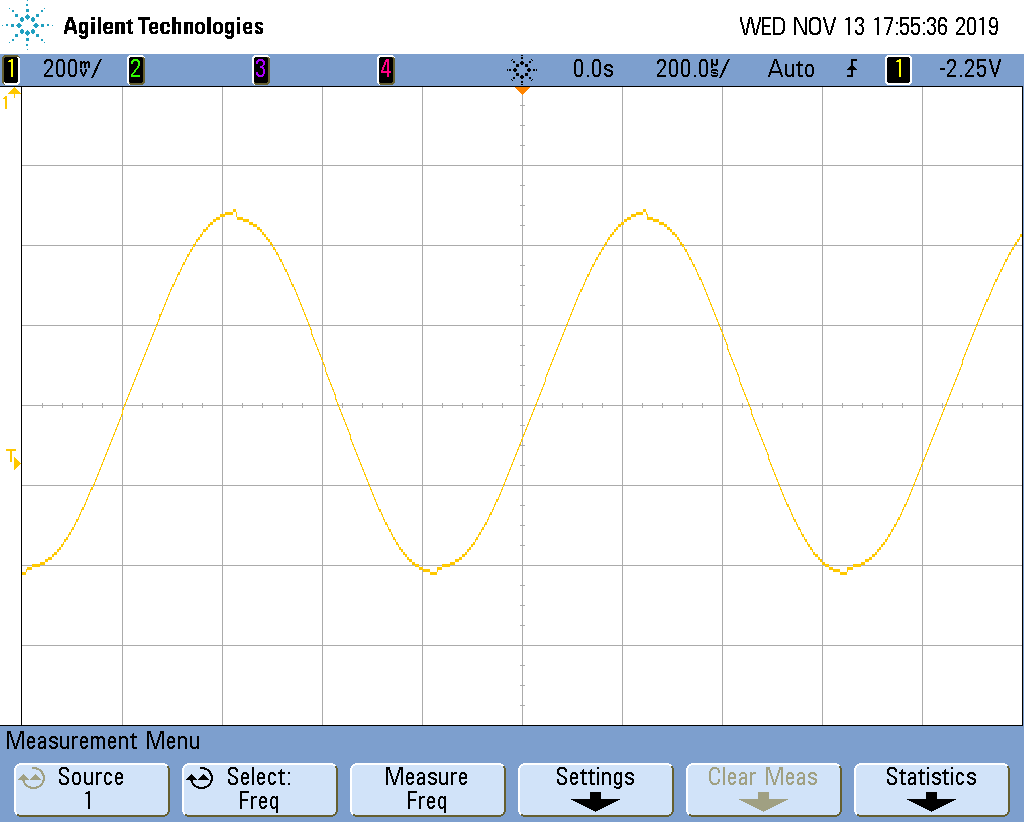 Agilent Technologies WED NOV 13 17:55:36 2019
1 200mV/ 2 3 4 0.0s 200.0µs/ Auto 1 -2.25V
1
T
Measurement Menu
Source Select: Measure Settings Clear Meas Statistics
1 Freq Freq